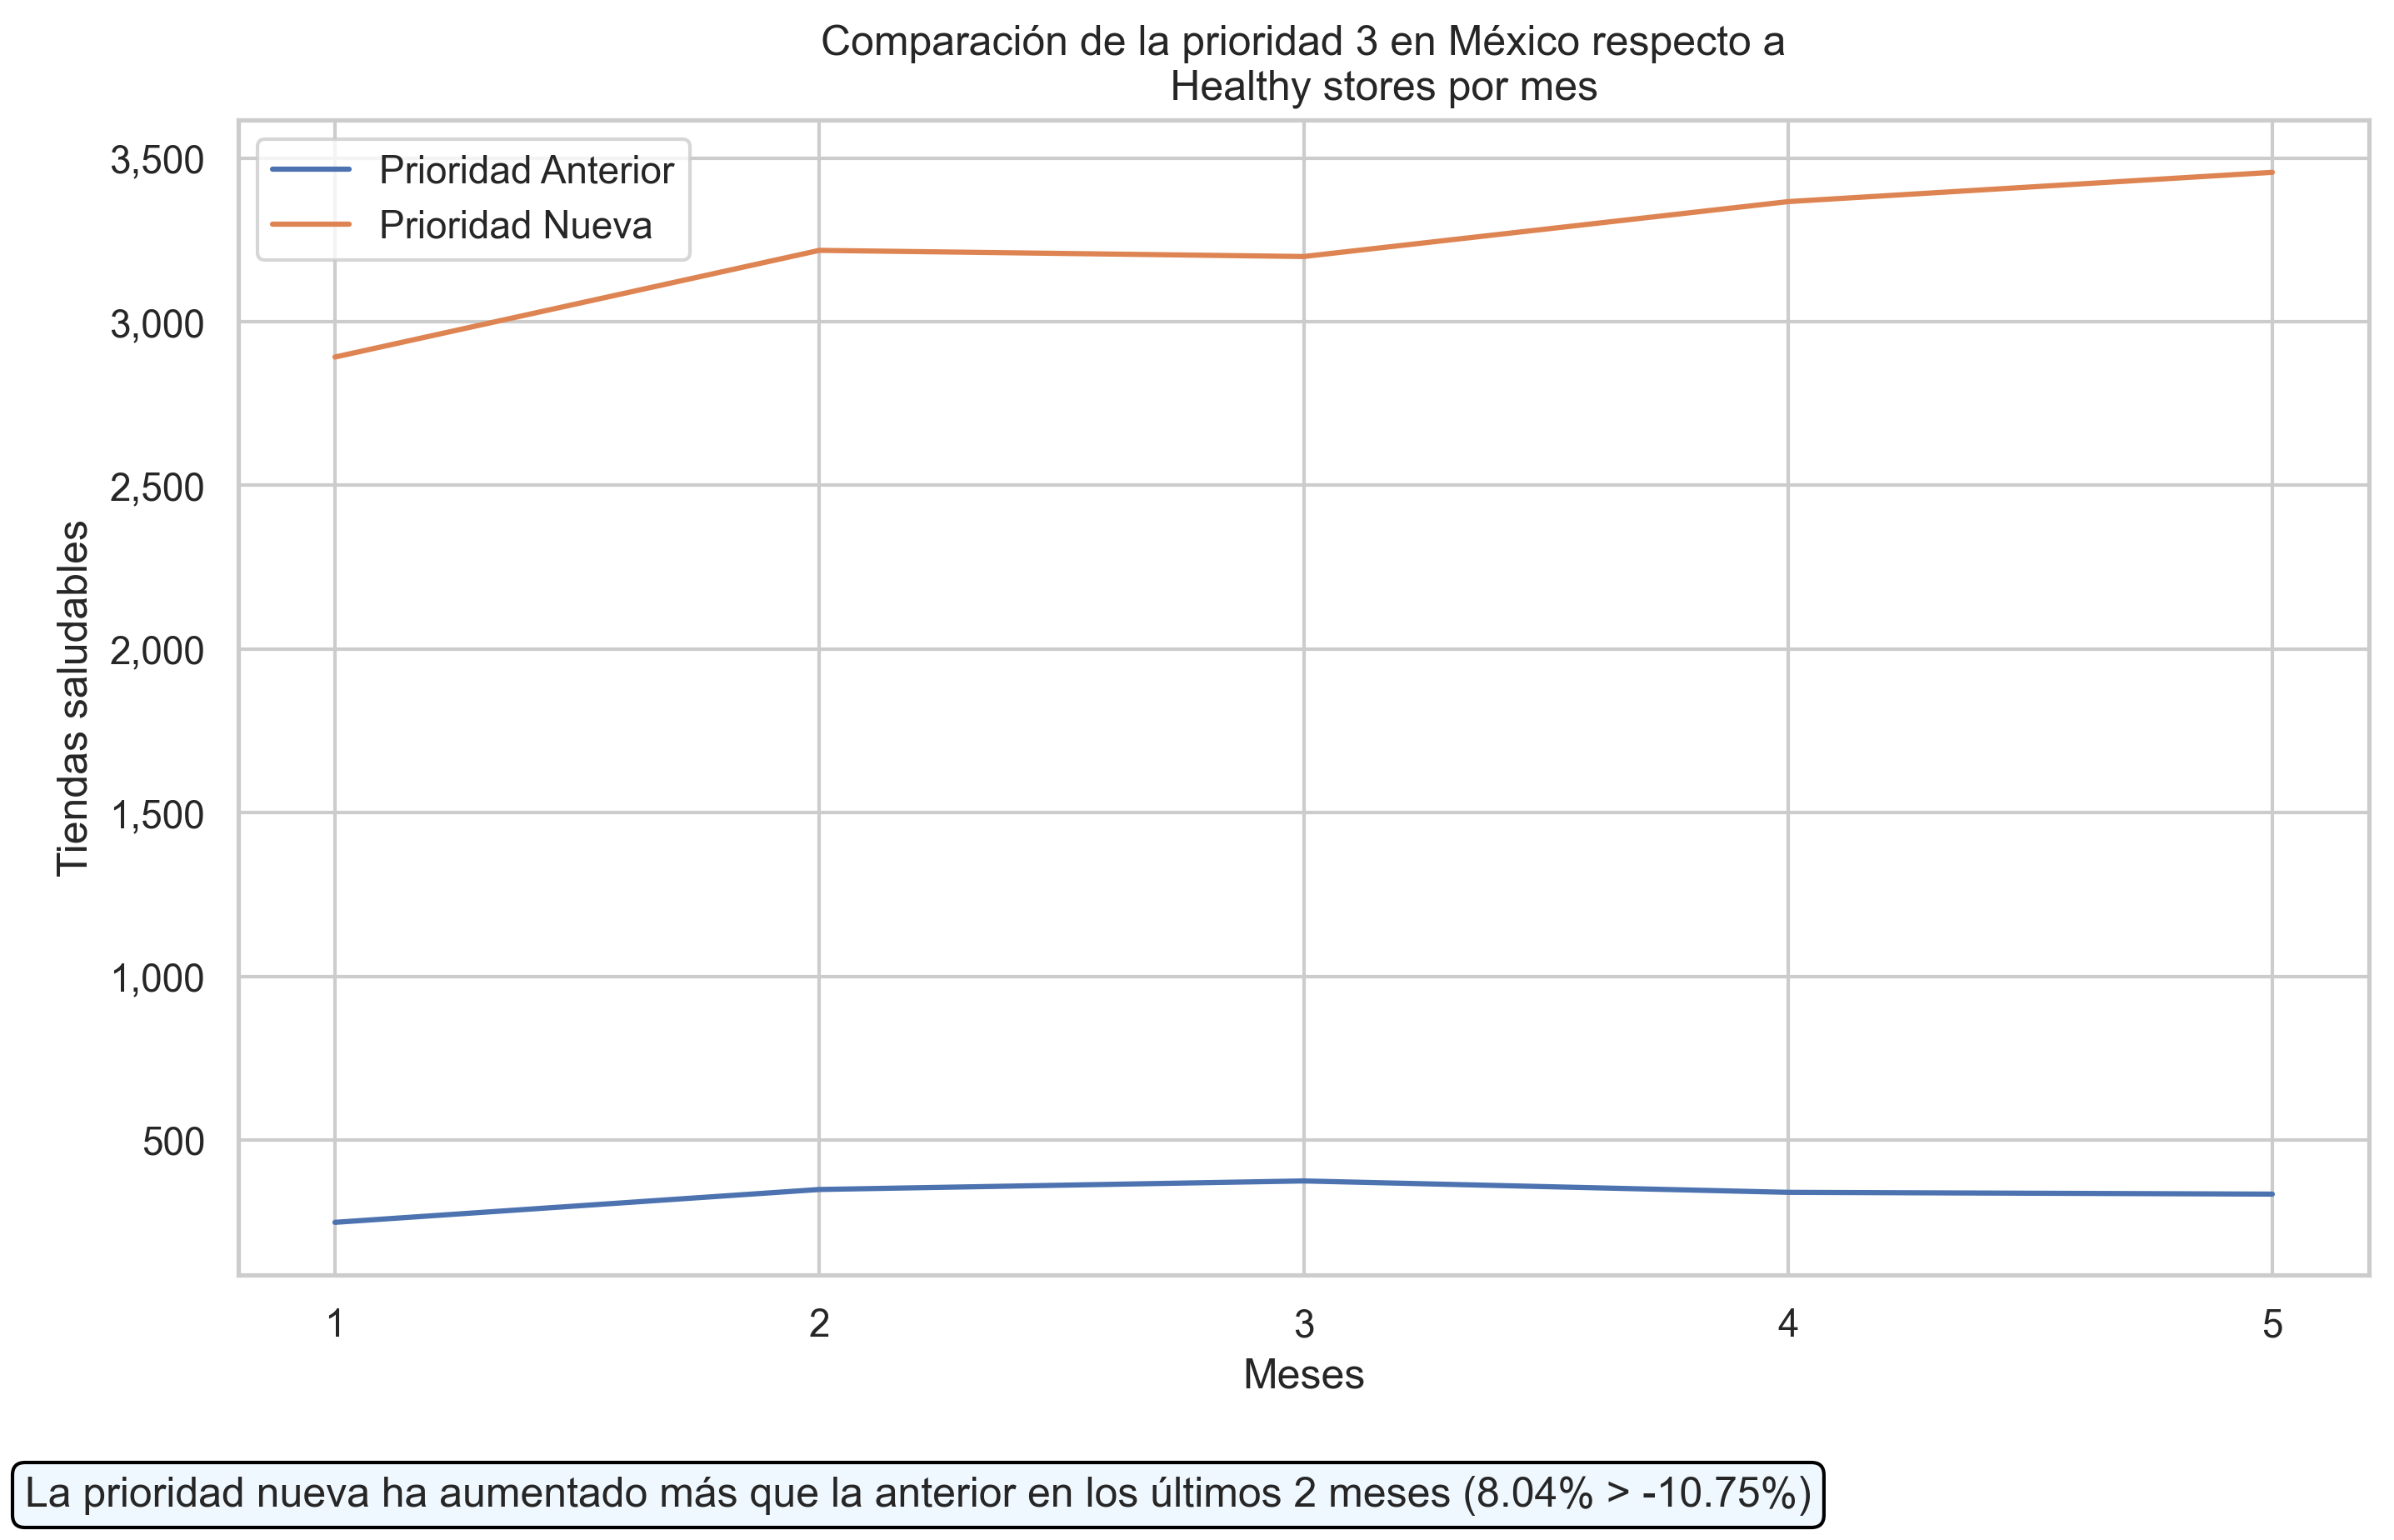 Comparación de la prioridad 3 en México respecto a
Healthy stores por mes
Prioridad Anterior
Prioridad Nueva
3,500
3,000
2,500
2,000
1,500
1,000
500
Tiendas saludables
1 2 3 4 5
Meses
La prioridad nueva ha aumentado más que la anterior en los últimos 2 meses (8.04% > -10.75%)